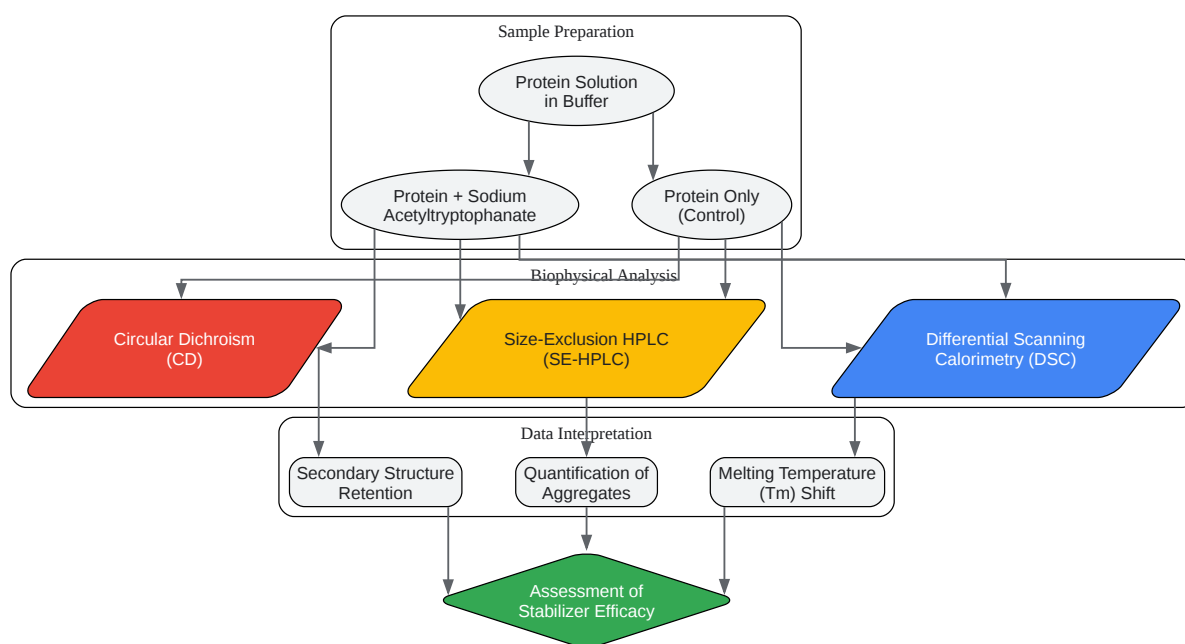 Sample Preparation
Protein Solution
in Buffer
Protein + Sodium
Acetyltryptophanate
Protein Only
(Control)
Biophysical Analysis
Circular Dichroism
(CD)
Size-Exclusion HPLC
(SE-HPLC)
Differential Scanning
Calorimetry (DSC)
Data Interpretation
Secondary Structure
Retention
Quantification of
Aggregates
Melting Temperature
(Tm) Shift
Assessment of
Stabilizer Efficacy